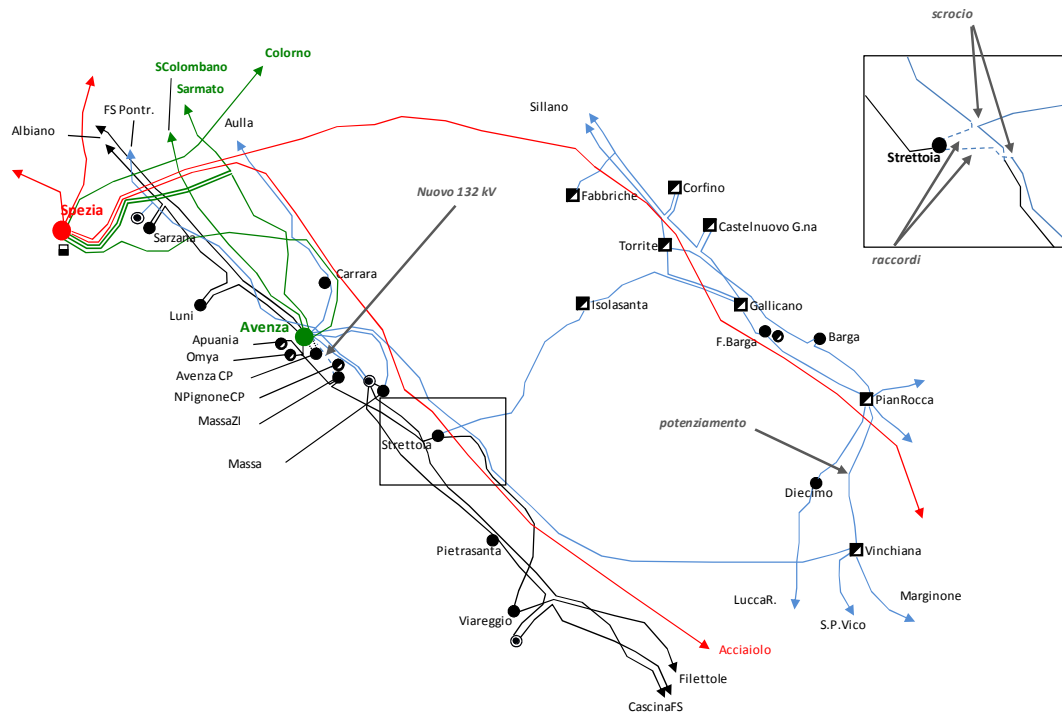 scrocio
Colorno
SColombano
Sarmato
FS Pontr.
Albiano
Aulla
Sillano
Strettoia
Nuovo 132 kV
Fabbriche
Corfino
Spezia
Castelnuovo G.na
Sarzana
Torrite
raccordi
Carrara
Luni
Isolasanta
Gallicano
Avenza
Apuania
F.Barga
Barga
Omya
Avenza CP
NPignoneCP
PianRocca
MassaZI
potenziamento
Strettoia
Massa
Diecimo
Pietrasanta
Vinchiana
LuccaR.
Marginone
Viareggio
S.P.Vico
Acciaiolo
Filettole
CascinaFS